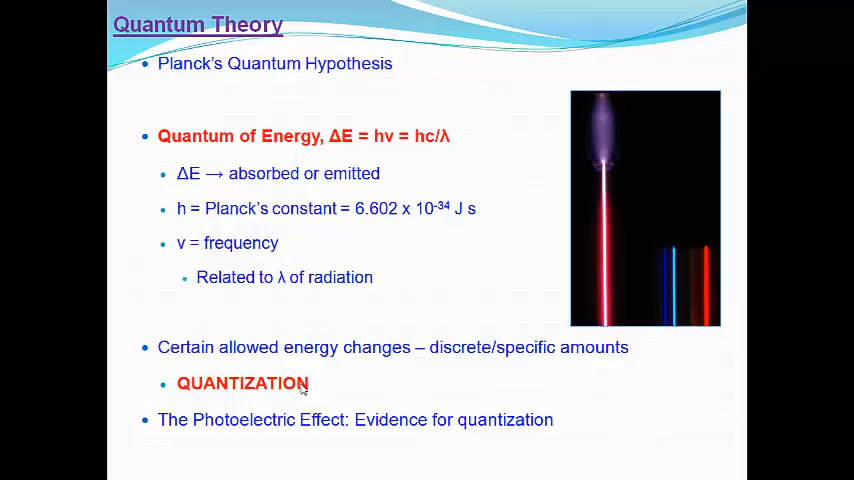 Quantum Theory
Planck's Quantum Hypothesis
Quantum of Energy, ΔE = hv = hc/λ
ΔE → absorbed or emitted
h = Planck's constant = 6.602 x 10⁻³⁴ J s
v = frequency
Related to λ of radiation
Certain allowed energy changes – discrete/specific amounts
QUANTIZATION
The Photoelectric Effect: Evidence for quantization